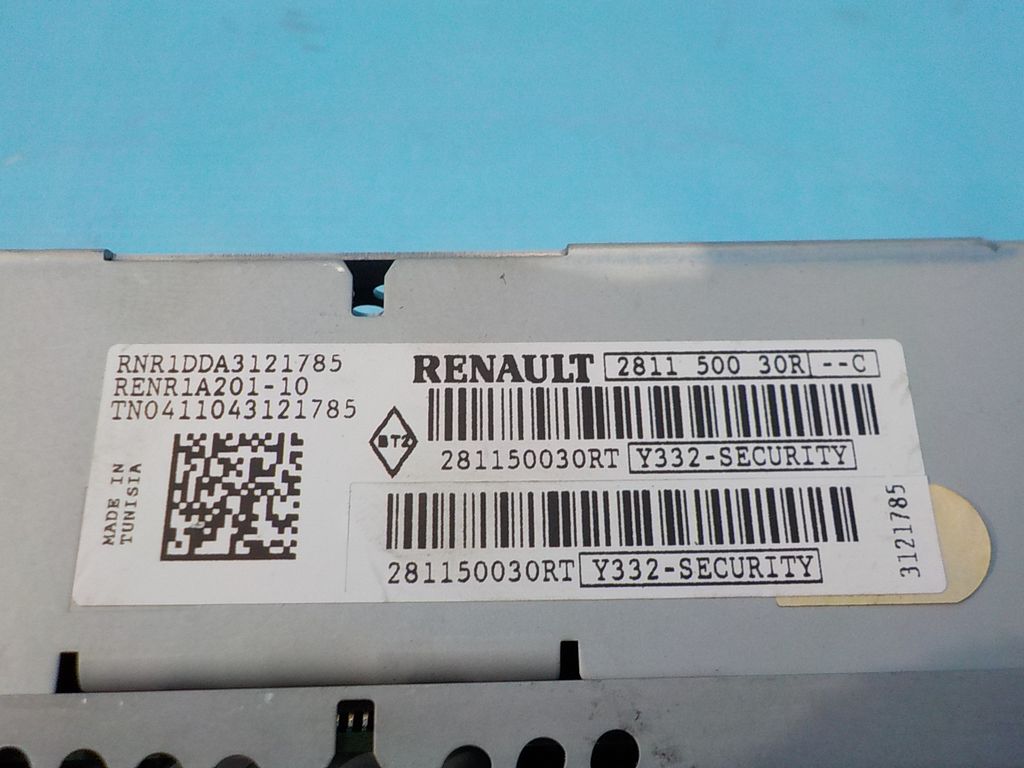 RNR1DDA3121785
RENR1A201-10
TN0411043121785
MADE IN
TUNISIA
RENAULT 2811 500 30R --C
BTZ
281150030RT Y332-SECURITY
281150030RT Y332-SECURITY
3121785